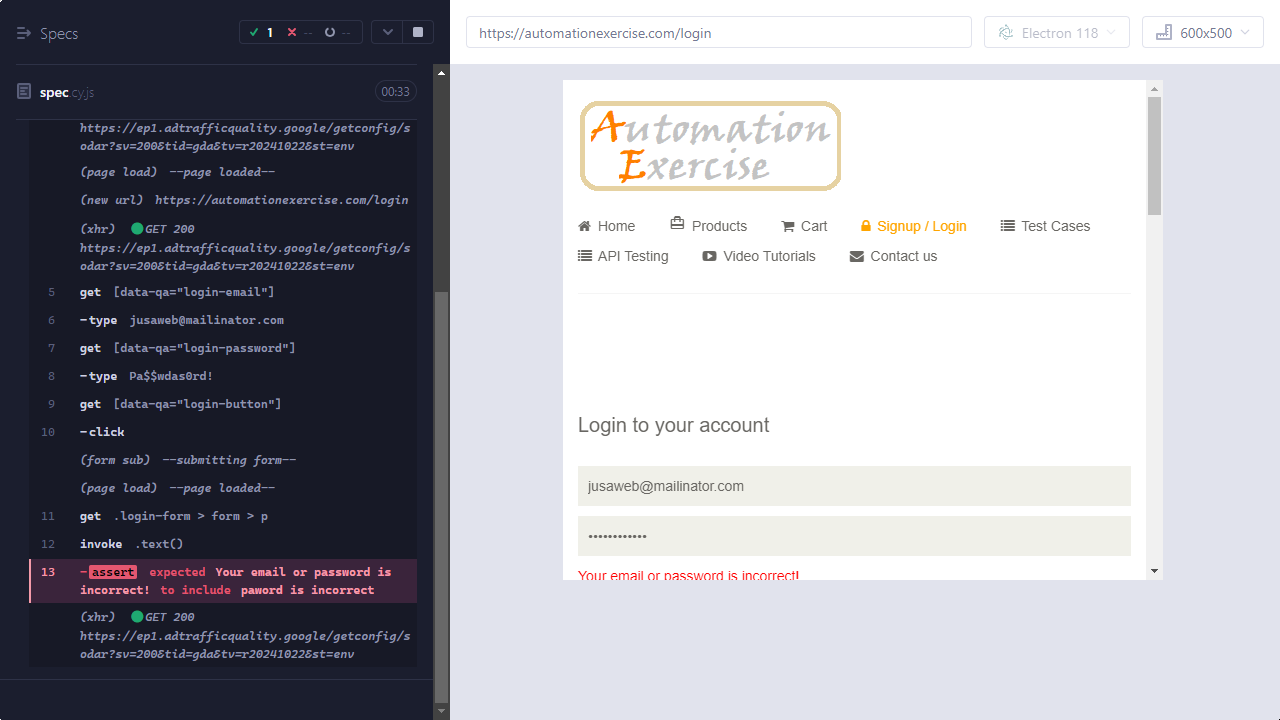 Specs
1 -- --
spec.cy.js
00:33
https://ep1.adtrafficquality.google/getconfig/s
odar?sv=200&tid=gda&tv=r20241022&st=env
(page load) --page loaded--
(new url) https://automationexercise.com/login
(xhr) GET 200
https://ep1.adtrafficquality.google/getconfig/s
odar?sv=200&tid=gda&tv=r20241022&st=env
5 get [data-qa="login-email"]
6 -type jusaweb@mailinator.com
7 get [data-qa="login-password"]
8 -type Pa$$wdas0rd!
9 get [data-qa="login-button"]
10 -click
(form sub) --submitting form--
(page load) --page loaded--
11 get .login-form > form > p
12 invoke .text()
13 -assert expected Your email or password is
incorrect! to include paword is incorrect
(xhr) GET 200
https://ep1.adtrafficquality.google/getconfig/s
odar?sv=200&tid=gda&tv=r20241022&st=env
https://automationexercise.com/login
Electron 118
600x500
Automation
Exercise
Home Products Cart Signup / Login Test Cases
API Testing Video Tutorials Contact us
Login to your account
jusaweb@mailinator.com
••••••••••••
Your email or password is incorrect!